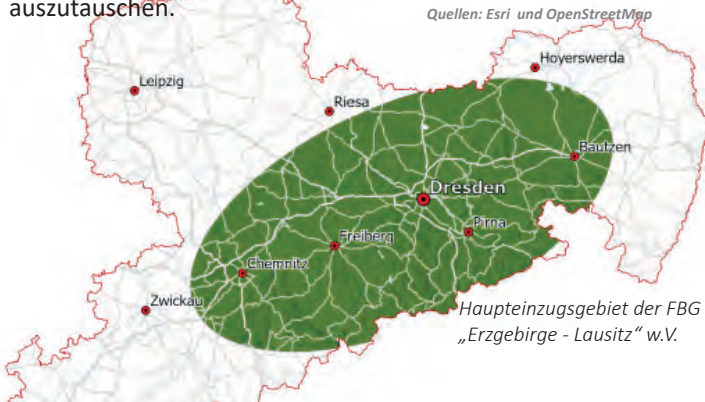 auszutauschen.
Quellen: Esri und OpenStreetMap
Hoyerswerda
Leipzig
Riesa
Bautzen
Dresden
Pirna
Freiberg
Chemnitz
Zwickau
Haupteinzugsgebiet der FBG
„Erzgebirge - Lausitz“ w.V.